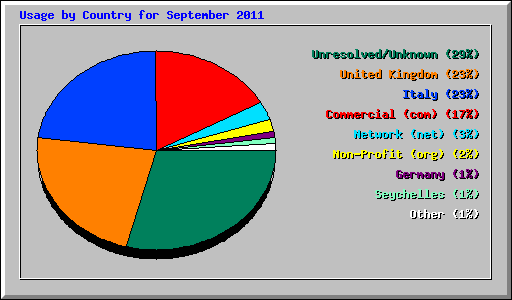 Usage by Country for September 2011
Unresolved/Unknown (29%)
United Kingdom (23%)
Italy (23%)
Commercial (com) (17%)
Network (net) (3%)
Non-Profit (org) (2%)
Germany (1%)
Seychelles (1%)
Other (1%)